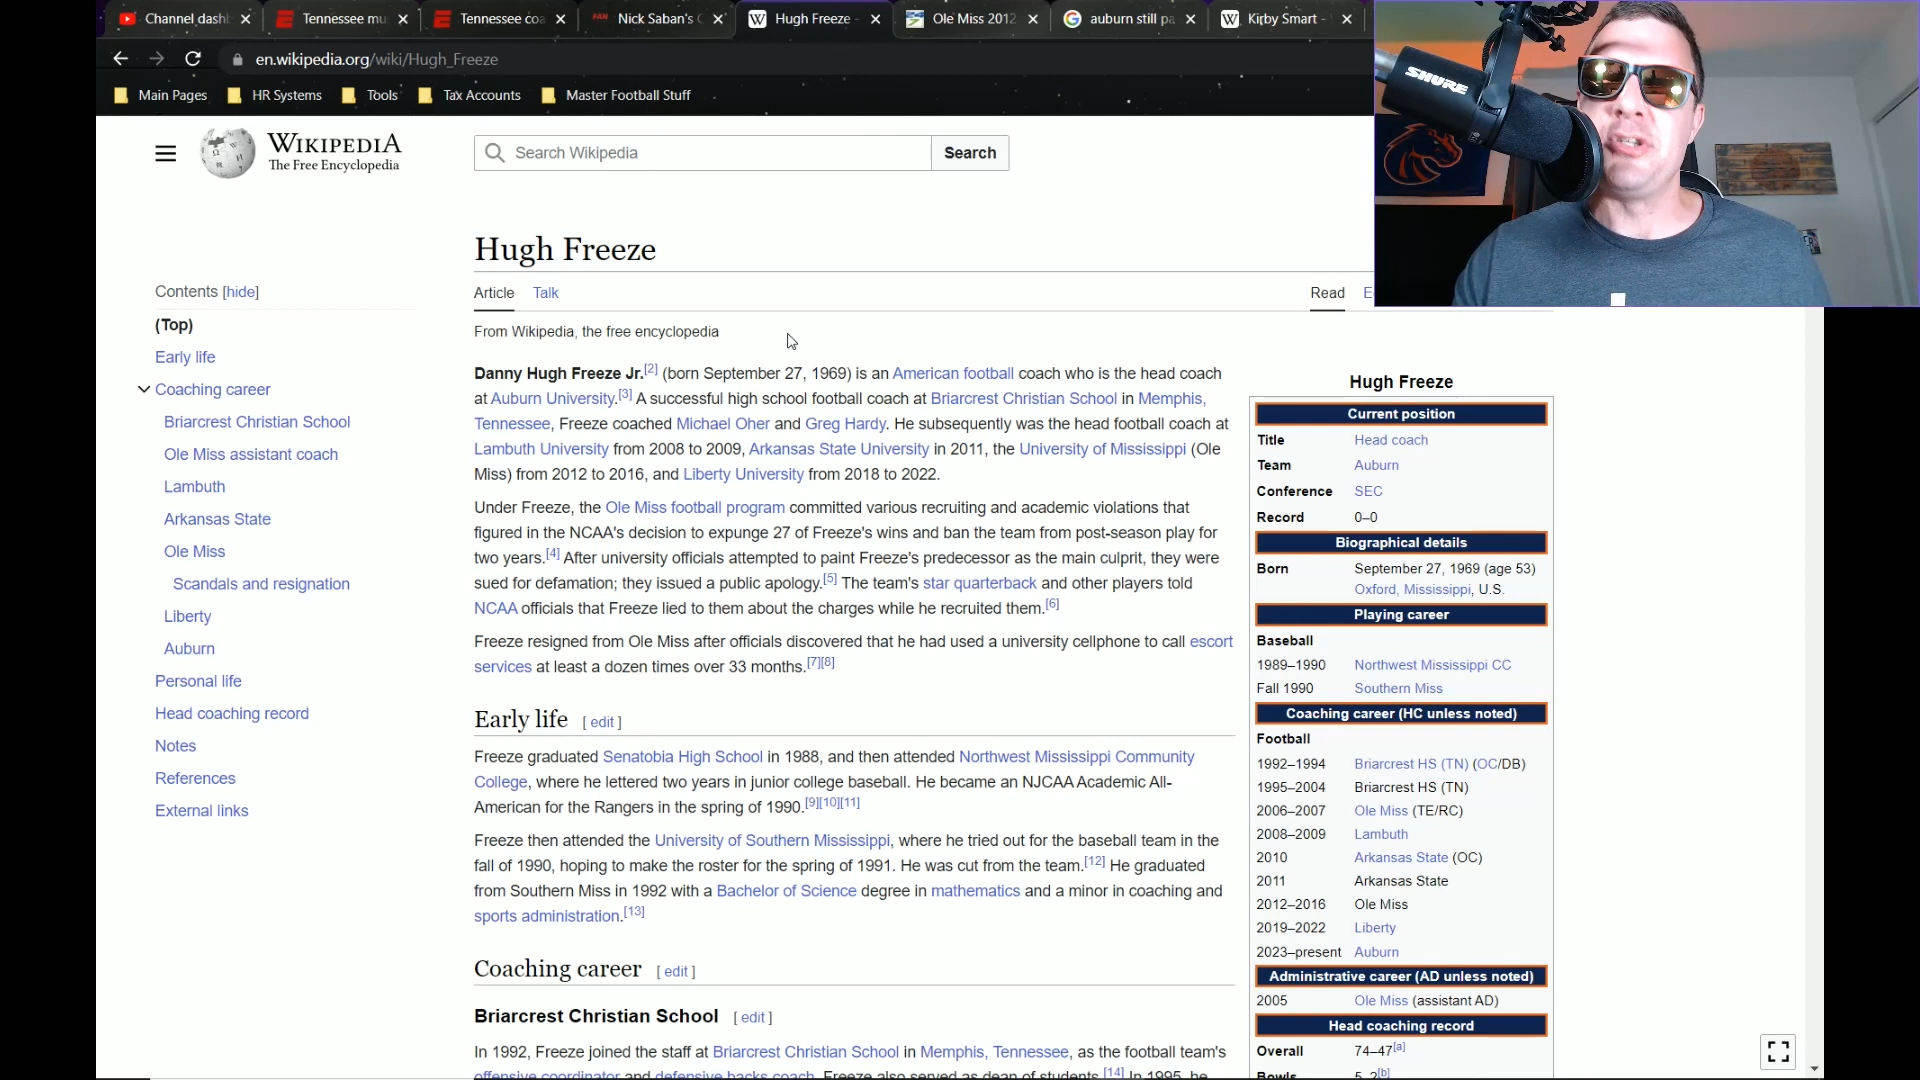 Channel dash
Tennesse mu
Tennessee coa
Nick Saban's C
Hugh Freeze -
Ole Miss 2012
auburn still pa
Kirby Smart -
en.wikipedia.org/wiki/Hugh_Freeze
Main Pages
HR Systems
Tools
Tax Accounts
Master Football Stuff
SHURE
WIKIPEDIA
The Free Encyclopedia
Search Wikipedia
Search
Hugh Freeze
Article
Talk
Read
From Wikipedia, the free encyclopedia
Contents [hide]
(Top)
Early life
Coaching career
Briarcrest Christian School
Ole Miss assistant coach
Lambuth
Arkansas State
Ole Miss
Scandals and resignation
Liberty
Auburn
Personal life
Head coaching record
Notes
References
External links
Danny Hugh Freeze Jr.[2] (born September 27, 1969) is an American football coach who is the head coach
at Auburn University.[3] A successful high school football coach at Briarcrest Christian School in Memphis,
Tennessee, Freeze coached Michael Oher and Greg Hardy. He subsequently was the head football coach at
Lambuth University from 2008 to 2009, Arkansas State University in 2011, the University of Mississippi (Ole
Miss) from 2012 to 2016, and Liberty University from 2018 to 2022.
Under Freeze, the Ole Miss football program committed various recruiting and academic violations that
figured in the NCAA's decision to expunge 27 of Freeze's wins and ban the team from post-season play for
two years.[4] After university officials attempted to paint Freeze's predecessor as the main culprit, they were
sued for defamation; they issued a public apology.[5] The team's star quarterback and other players told
NCAA officials that Freeze lied to them about the charges while he recruited them.[6]
Freeze resigned from Ole Miss after officials discovered that he had used a university cellphone to call escort
services at least a dozen times over 33 months.[7][8]
Early life [ edit ]
Freeze graduated Senatobia High School in 1988, and then attended Northwest Mississippi Community
College, where he lettered two years in junior college baseball. He became an NJCAA Academic All-
American for the Rangers in the spring of 1990.[9][10][11]
Freeze then attended the University of Southern Mississippi, where he tried out for the baseball team in the
fall of 1990, hoping to make the roster for the spring of 1991. He was cut from the team.[12] He graduated
from Southern Miss in 1992 with a Bachelor of Science degree in mathematics and a minor in coaching and
sports administration.[13]
Coaching career [ edit ]
Briarcrest Christian School [ edit ]
In 1992, Freeze joined the staff at Briarcrest Christian School in Memphis, Tennessee, as the football team's
offensive coordinator and defensive backs coach. Freeze also served as dean of students.[14] In 1995, he
Hugh Freeze
Current position
Title Head coach
Team Auburn
Conference SEC
Record 0–0
Biographical details
Born September 27, 1969 (age 53)
Oxford, Mississippi, U.S.
Playing career
Baseball
1989–1990 Northwest Mississippi CC
Fall 1990 Southern Miss
Coaching career (HC unless noted)
Football
1992–1994 Briarcrest HS (TN) (OC/DB)
1995–2004 Briarcrest HS (TN)
2006–2007 Ole Miss (TE/RC)
2008–2009 Lambuth
2010 Arkansas State (OC)
2011 Arkansas State
2012–2016 Ole Miss
2019–2022 Liberty
2023–present Auburn
Administrative career (AD unless noted)
2005 Ole Miss (assistant AD)
Head coaching record
Overall 74–47[a]
Bowls 5–2[b]